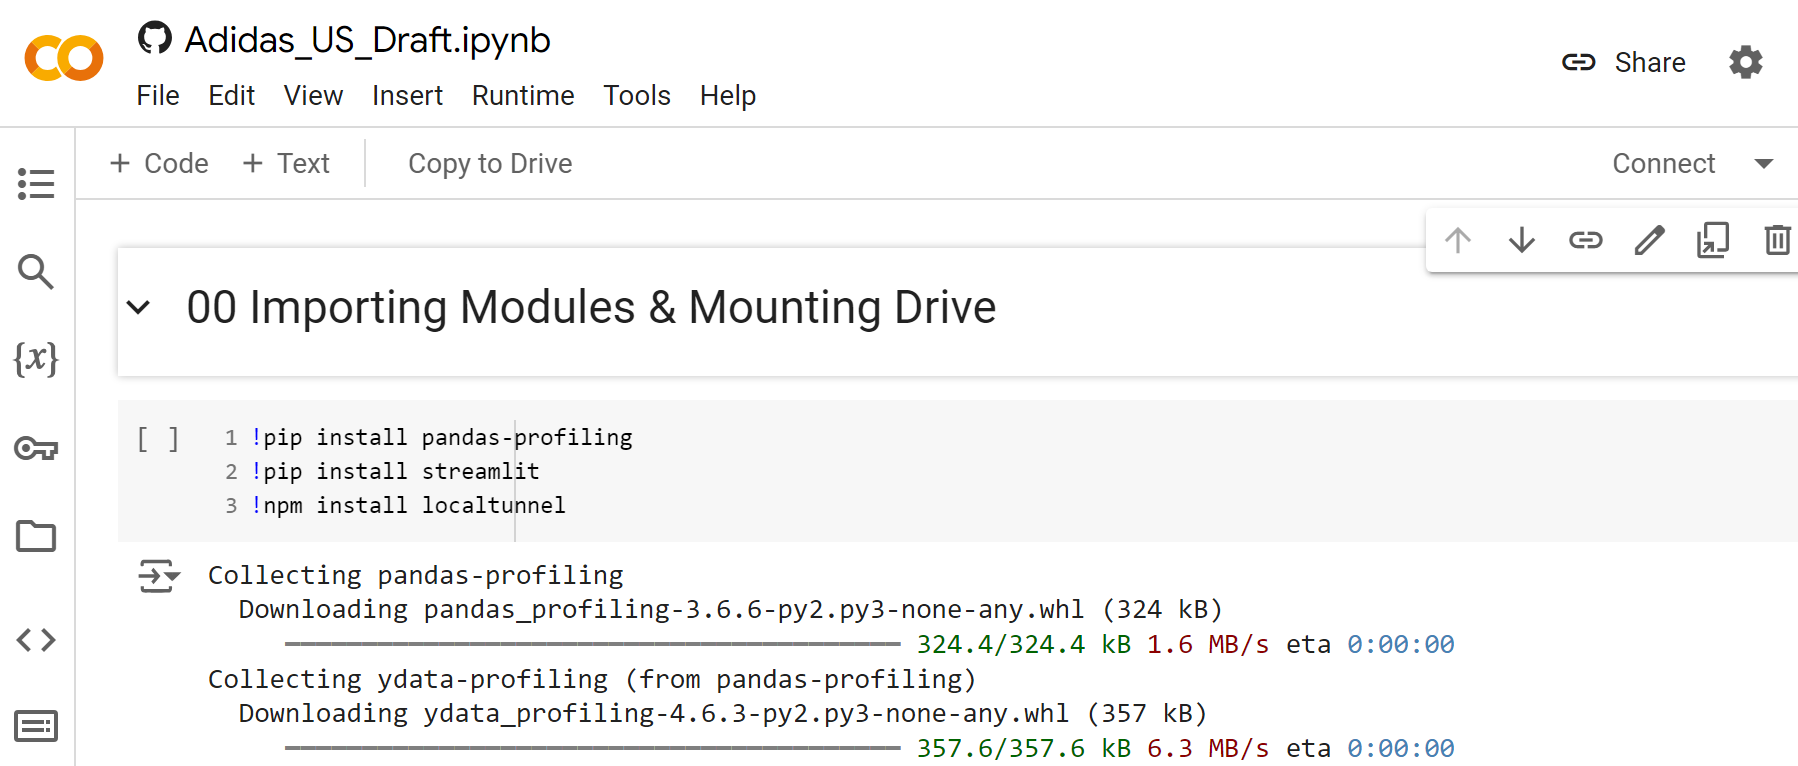 Adidas_US_Draft.ipynb
File Edit View Insert Runtime Tools Help
Share
+ Code + Text Copy to Drive
Connect
00 Importing Modules & Mounting Drive
{x}
[ ] 1 !pip install pandas-profiling
2 !pip install streamlit
3 !npm install localtunnel
Collecting pandas-profiling
Downloading pandas_profiling-3.6.6-py2.py3-none-any.whl (324 kB)
324.4/324.4 kB 1.6 MB/s eta 0:00:00
Collecting ydata-profiling (from pandas-profiling)
Downloading ydata_profiling-4.6.3-py2.py3-none-any.whl (357 kB)
357.6/357.6 kB 6.3 MB/s eta 0:00:00